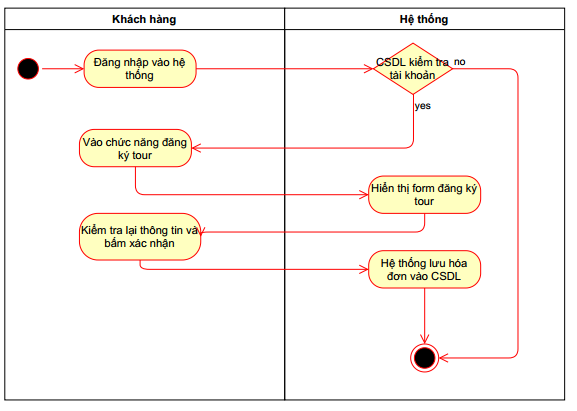 Khách hàng
Hệ thống
Đăng nhập vào hệ
thống
CSDL kiểm tra
tài khoản
no
yes
Vào chức năng đăng
ký tour
Hiển thị form đăng ký
tour
Kiểm tra lại thông tin và
bấm xác nhận
Hệ thống lưu hóa
đơn vào CSDL